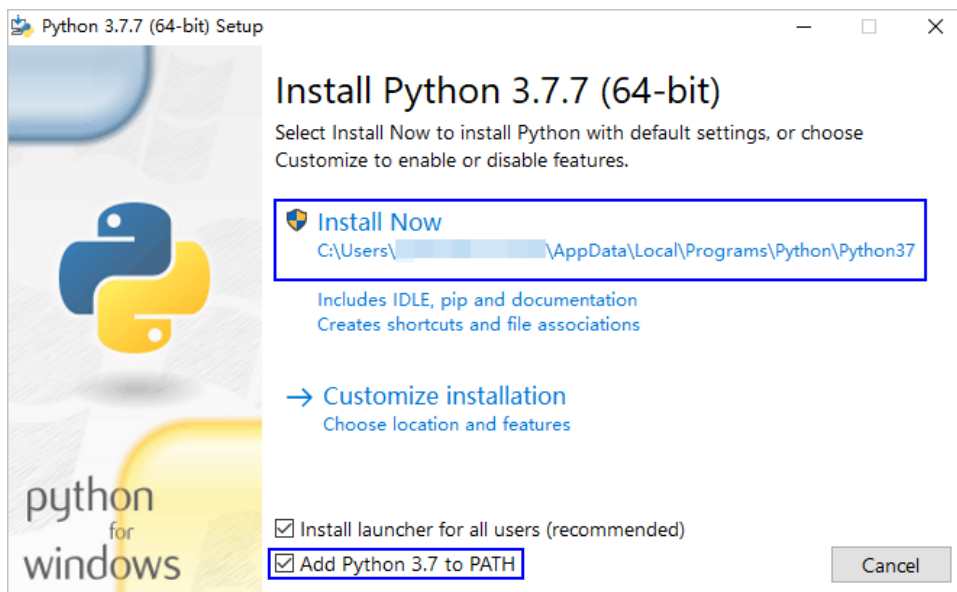 Python 3.7.7 (64-bit) Setup
Install Python 3.7.7 (64-bit)
Select Install Now to install Python with default settings, or choose
Customize to enable or disable features.
Install Now
C:\Users\ \AppData\Local\Programs\Python\Python37
Includes IDLE, pip and documentation
Creates shortcuts and file associations
Customize installation
Choose location and features
python
for
windows
Install launcher for all users (recommended)
Add Python 3.7 to PATH
Cancel